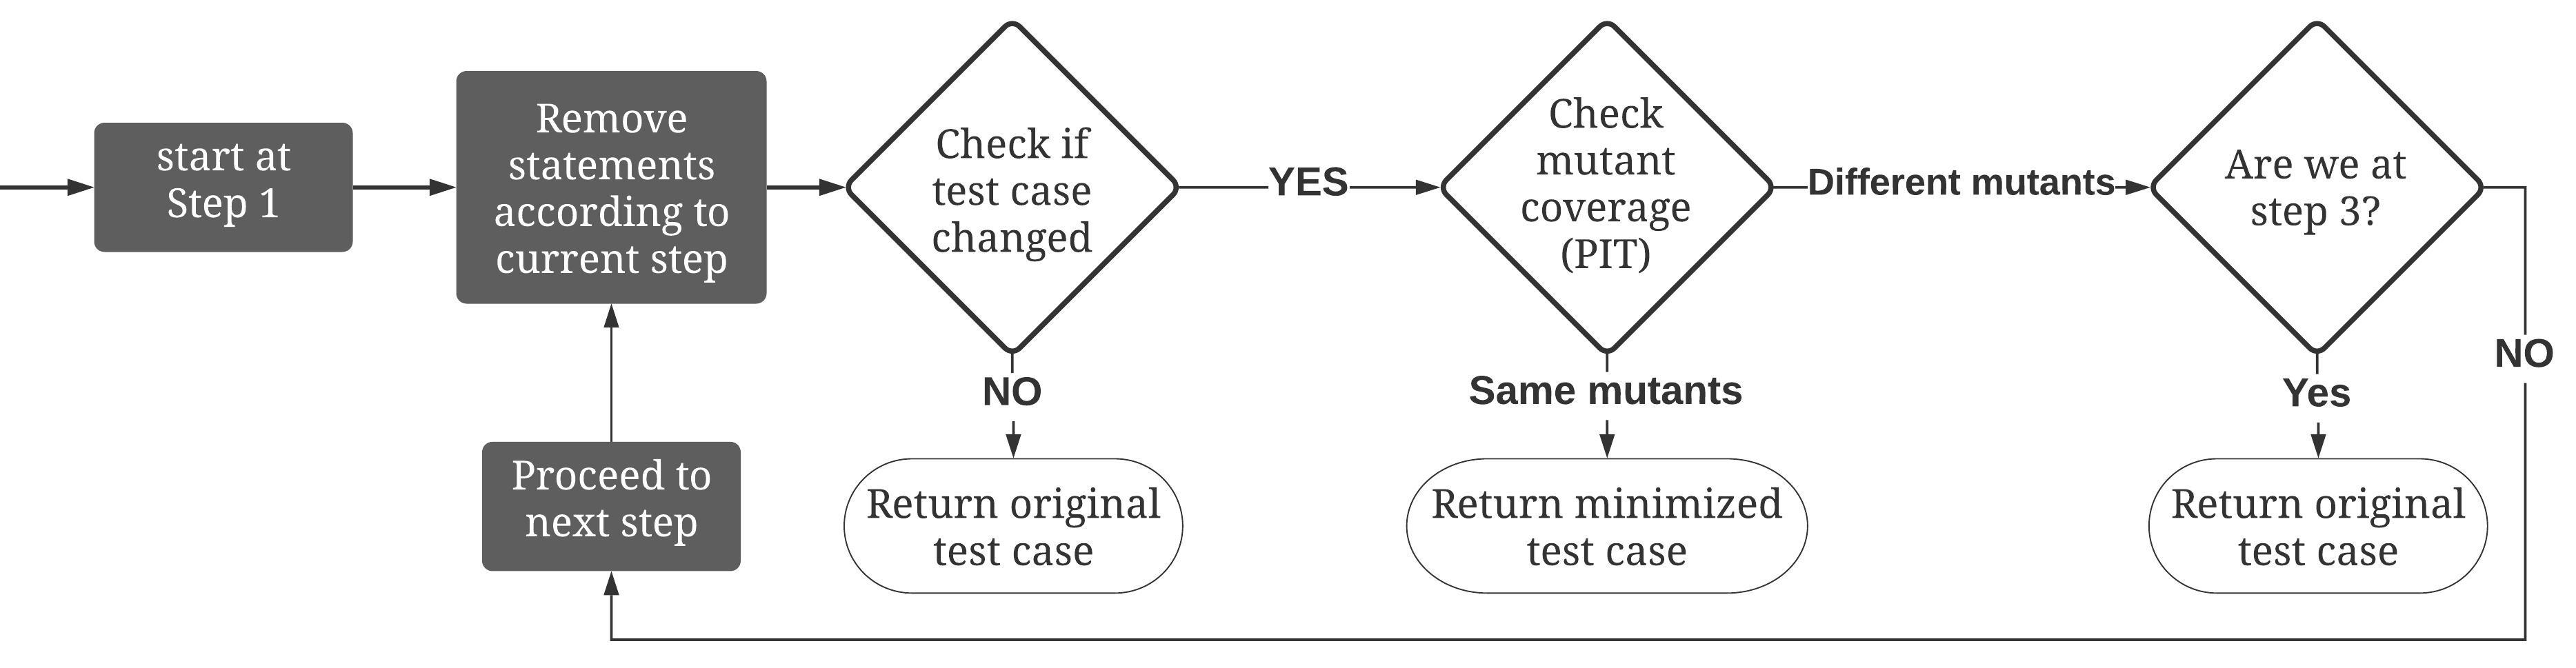 start at
Step 1
Remove
statements
according to
current step
Check if
test case
changed
YES
Check
mutant
coverage
(PIT)
Different mutants
Are we at
step 3?
NO
NO
Same mutants
Yes
Proceed to
next step
Return original
test case
Return minimized
test case
Return original
test case